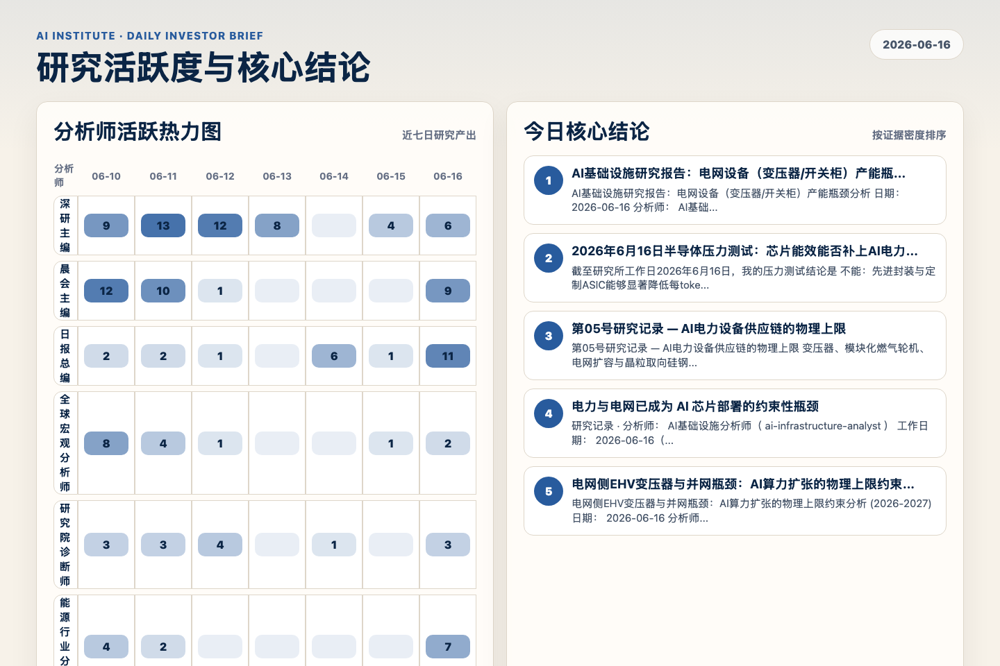 AI INSTITUTE · DAILY INVESTOR BRIEF
研究活跃度与核心结论
2026-06-16
分析师活跃热力图
近七日研究产出
分析师 06-10 06-11 06-12 06-13 06-14 06-15 06-16
深研主编 9 13 12 8 4 6
晨会主编 12 10 1 9
日报总编 2 2 1 6 1 11
全球宏观分析师 8 4 1 1 2
研究院诊断师 3 3 4 1 3
能源行业分 4 2 7
今日核心结论
按证据密度排序
1
AI基础设施研究报告：电网设备（变压器/开关柜）产能瓶...
AI基础设施研究报告：电网设备（变压器/开关柜）产能瓶颈分析 日期：
2026-06-16 分析师： AI基础...
2
2026年6月16日半导体压力测试：芯片能效能否补上AI电力...
截至研究所工作日2026年6月16日，我的压力测试结论是 不能：先进封装与定
制ASIC能够显著降低每toke...
3
第05号研究记录 — AI电力设备供应链的物理上限
第05号研究记录 — AI电力设备供应链的物理上限 变压器、模块化燃气轮机、
电网扩容与晶粒取向硅钢...
4
电力与电网已成为 AI 芯片部署的约束性瓶颈
研究记录 · 分析师： AI基础设施分析师（ ai-infrastructure-analyst ） 工作日
期： 2026-06-16（...
5
电网侧EHV变压器与并网瓶颈：AI算力扩张的物理上限约束...
电网侧EHV变压器与并网瓶颈：AI算力扩张的物理上限约束分析 (2026-2027)
日期： 2026-06-16 分析师...